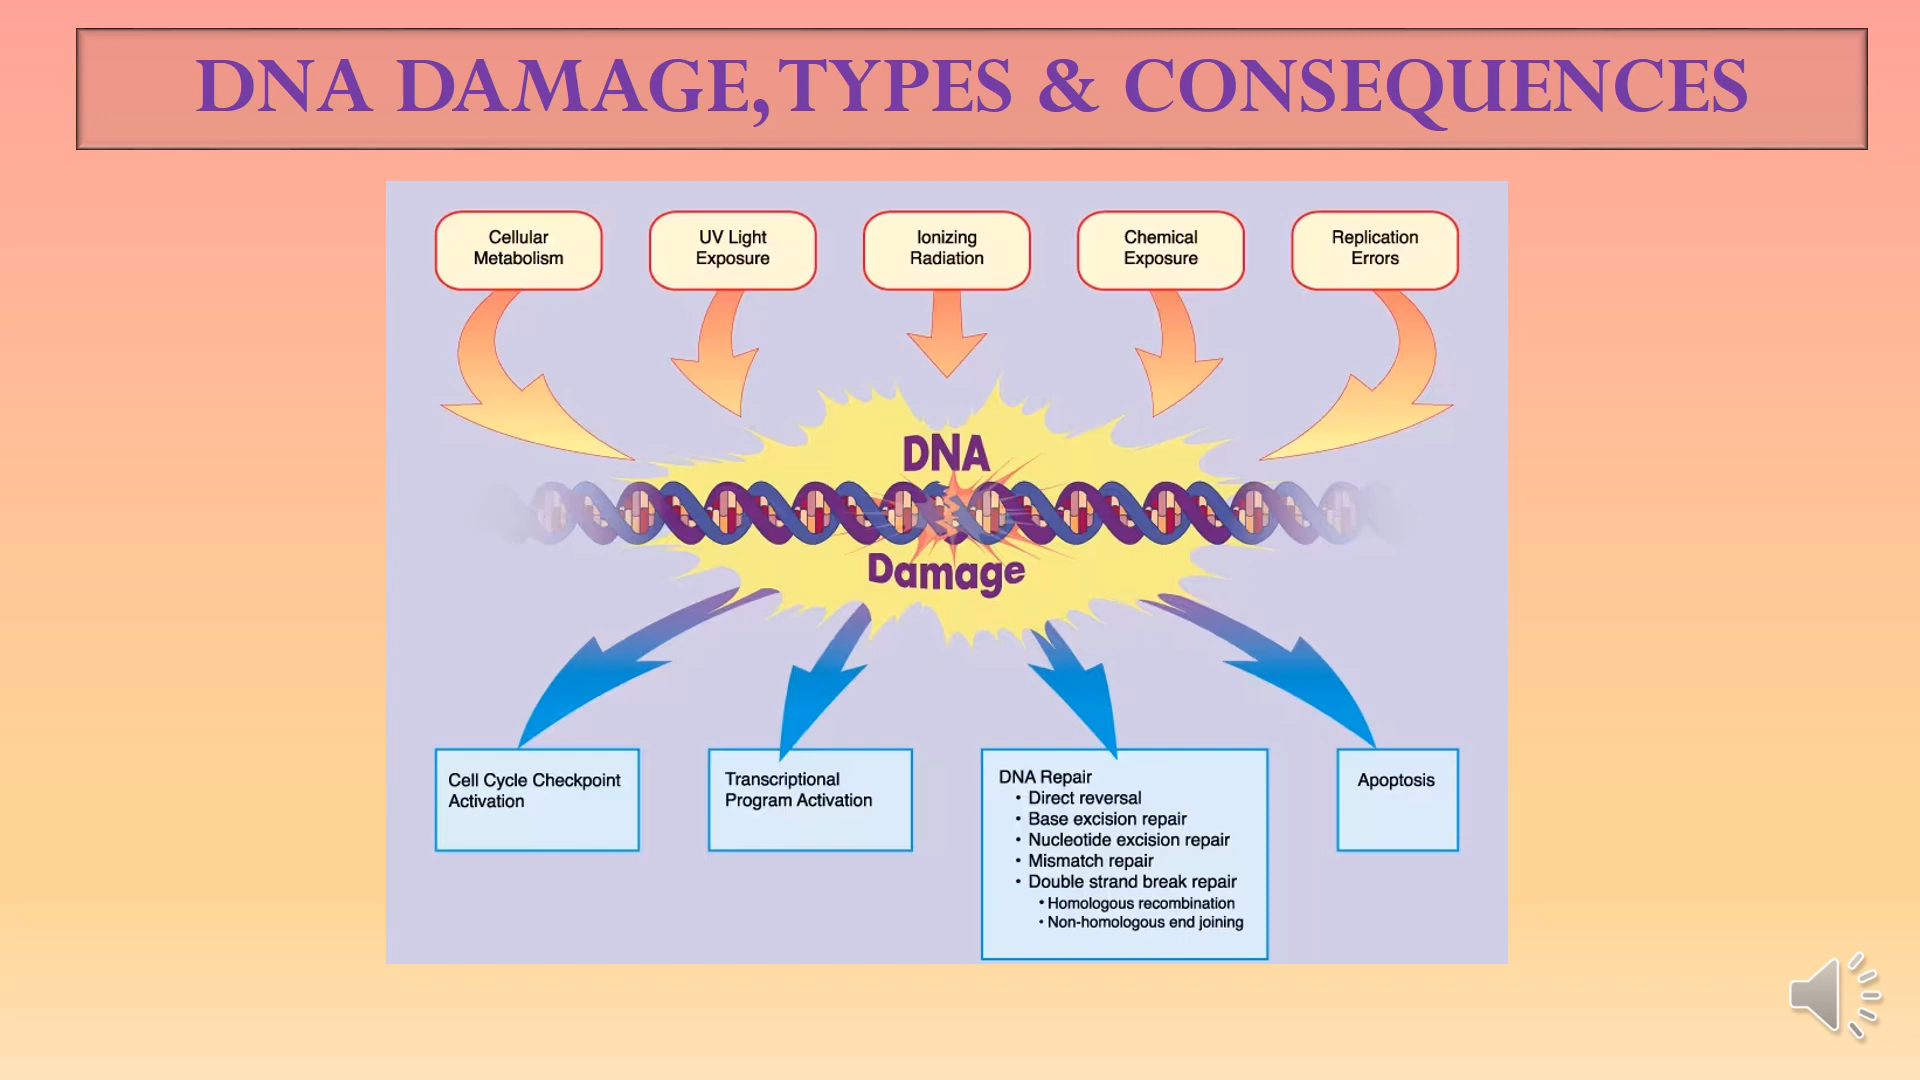 DNA DAMAGE, TYPES & CONSEQUENCES
Cellular
Metabolism
UV Light
Exposure
Ionizing
Radiation
Chemical
Exposure
Replication
Errors
DNA
Damage
Cell Cycle Checkpoint
Activation
Transcriptional
Program Activation
DNA Repair
• Direct reversal
• Base excision repair
• Nucleotide excision repair
• Mismatch repair
• Double strand break repair
• Homologous recombination
• Non-homologous end joining
Apoptosis